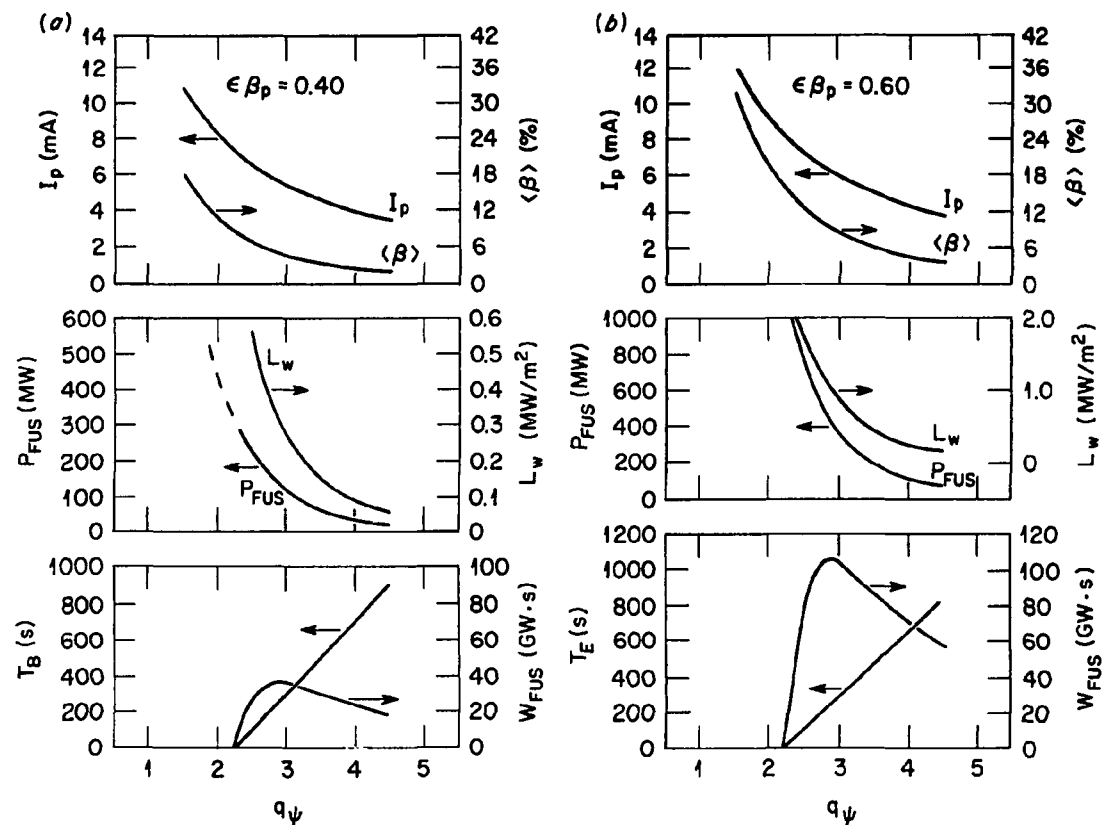 (a)
14
12
10
8
6
4
2
0
I_p (mA)
ϵβ_p = 0.40
I_p
⟨β⟩
42
36
30
24
18
12
6
0
⟨β⟩ (%)
600
500
400
300
200
100
0
P_FUS (MW)
L_w
P_FUS
0.6
0.5
0.4
0.3
0.2
0.1
0
L_w (MW/m²)
1000
800
600
400
200
0
T_B (s)
100
80
60
40
20
0
W_FUS (GW·s)
1 2 3 4 5
q_ψ
(b)
14
12
10
8
6
4
2
0
I_p (mA)
ϵβ_p = 0.60
I_p
⟨β⟩
42
36
30
24
18
12
6
0
⟨β⟩ (%)
1000
800
600
400
200
0
P_FUS (MW)
L_w
P_FUS
2.0
1.0
0
L_w (MW/m²)
1200
1000
800
600
400
200
0
T_E (s)
120
100
80
60
40
20
0
W_FUS (GW·s)
1 2 3 4 5
q_ψ